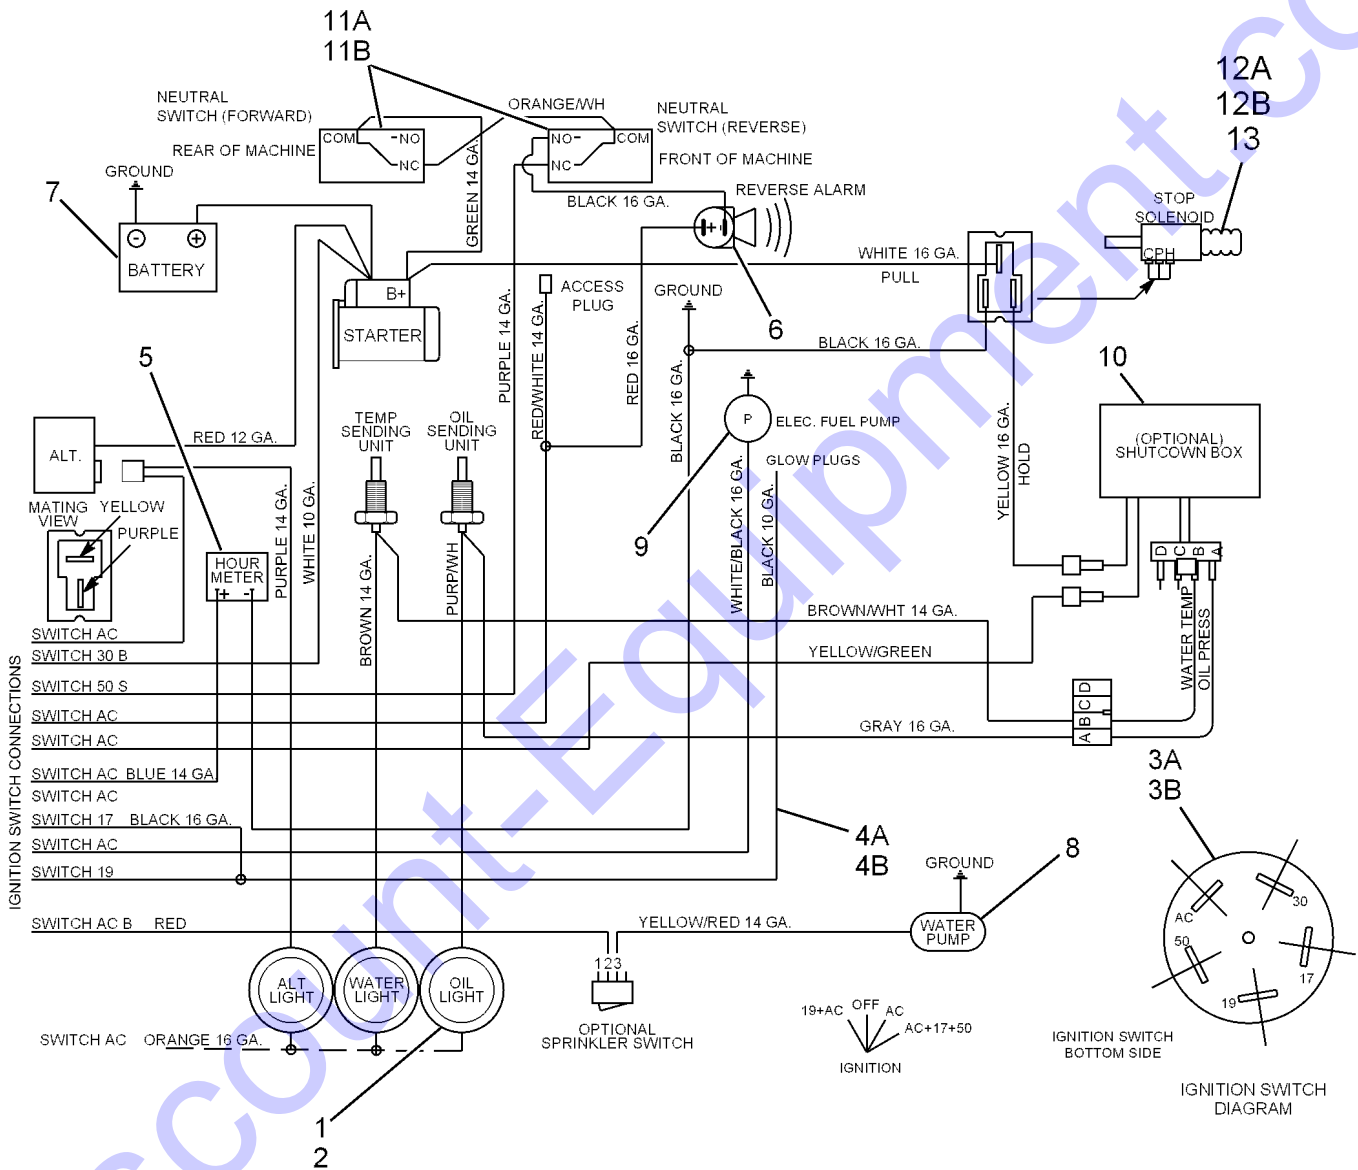 11A
11B
12A
12B
13
NEUTRAL
SWITCH (FORWARD)
ORANGE/WH
NEUTRAL
SWITCH (REVERSE)
COM
NO
NC
NO
COM
NC
REAR OF MACHINE
FRONT OF MACHINE
7
GROUND
BATTERY
GREEN 14 GA.
BLACK 16 GA.
REVERSE ALARM
STOP
SOLENOID
CPH
WHITE 16 GA.
PULL
B+
STARTER
ACCESS
PLUG
GROUND
6
BLACK 16 GA.
5
10
PURPLE 14 GA.
RED/WHITE 14 GA.
RED 16 GA.
BLACK 16 GA.
ALT.
RED 12 GA.
TEMP
SENDING
UNIT
OIL
SENDING
UNIT
P
ELEC. FUEL PUMP
GLOW PLUGS
YELLOW 16 GA.
HOLD
(OPTIONAL)
SHUTCOWN BOX
MATING
VIEW
YELLOW
PURPLE
HOUR
METER
+ -
PURPLE 14 GA.
WHITE 10 GA.
BROWN 14 GA.
PURP/WH
9
WHITE/BLACK 16 GA.
BLACK 10 GA.
D C B A
WATER TEMP
OIL PRESS
BROWN/WHT 14 GA.
YELLOW/GREEN
GRAY 16 GA.
A B C D
IGNITION SWITCH CONNECTIONS
SWITCH AC
SWITCH 30 B
SWITCH 50 S
SWITCH AC
SWITCH AC
SWITCH AC BLUE 14 GA.
SWITCH AC
SWITCH 17 BLACK 16 GA.
SWITCH AC
SWITCH 19
SWITCH AC B RED
YELLOW/RED 14 GA.
3A
3B
4A
4B
8
GROUND
WATER
PUMP
123
OPTIONAL
SPRINKLER SWITCH
ALT
LIGHT
WATER
LIGHT
OIL
LIGHT
SWITCH AC ORANGE 16 GA.
1
2
19+AC OFF AC
AC+17+50
IGNITION
AC
30
50
17
19
IGNITION SWITCH
BOTTOM SIDE
IGNITION SWITCH
DIAGRAM
scount-Equipment.co